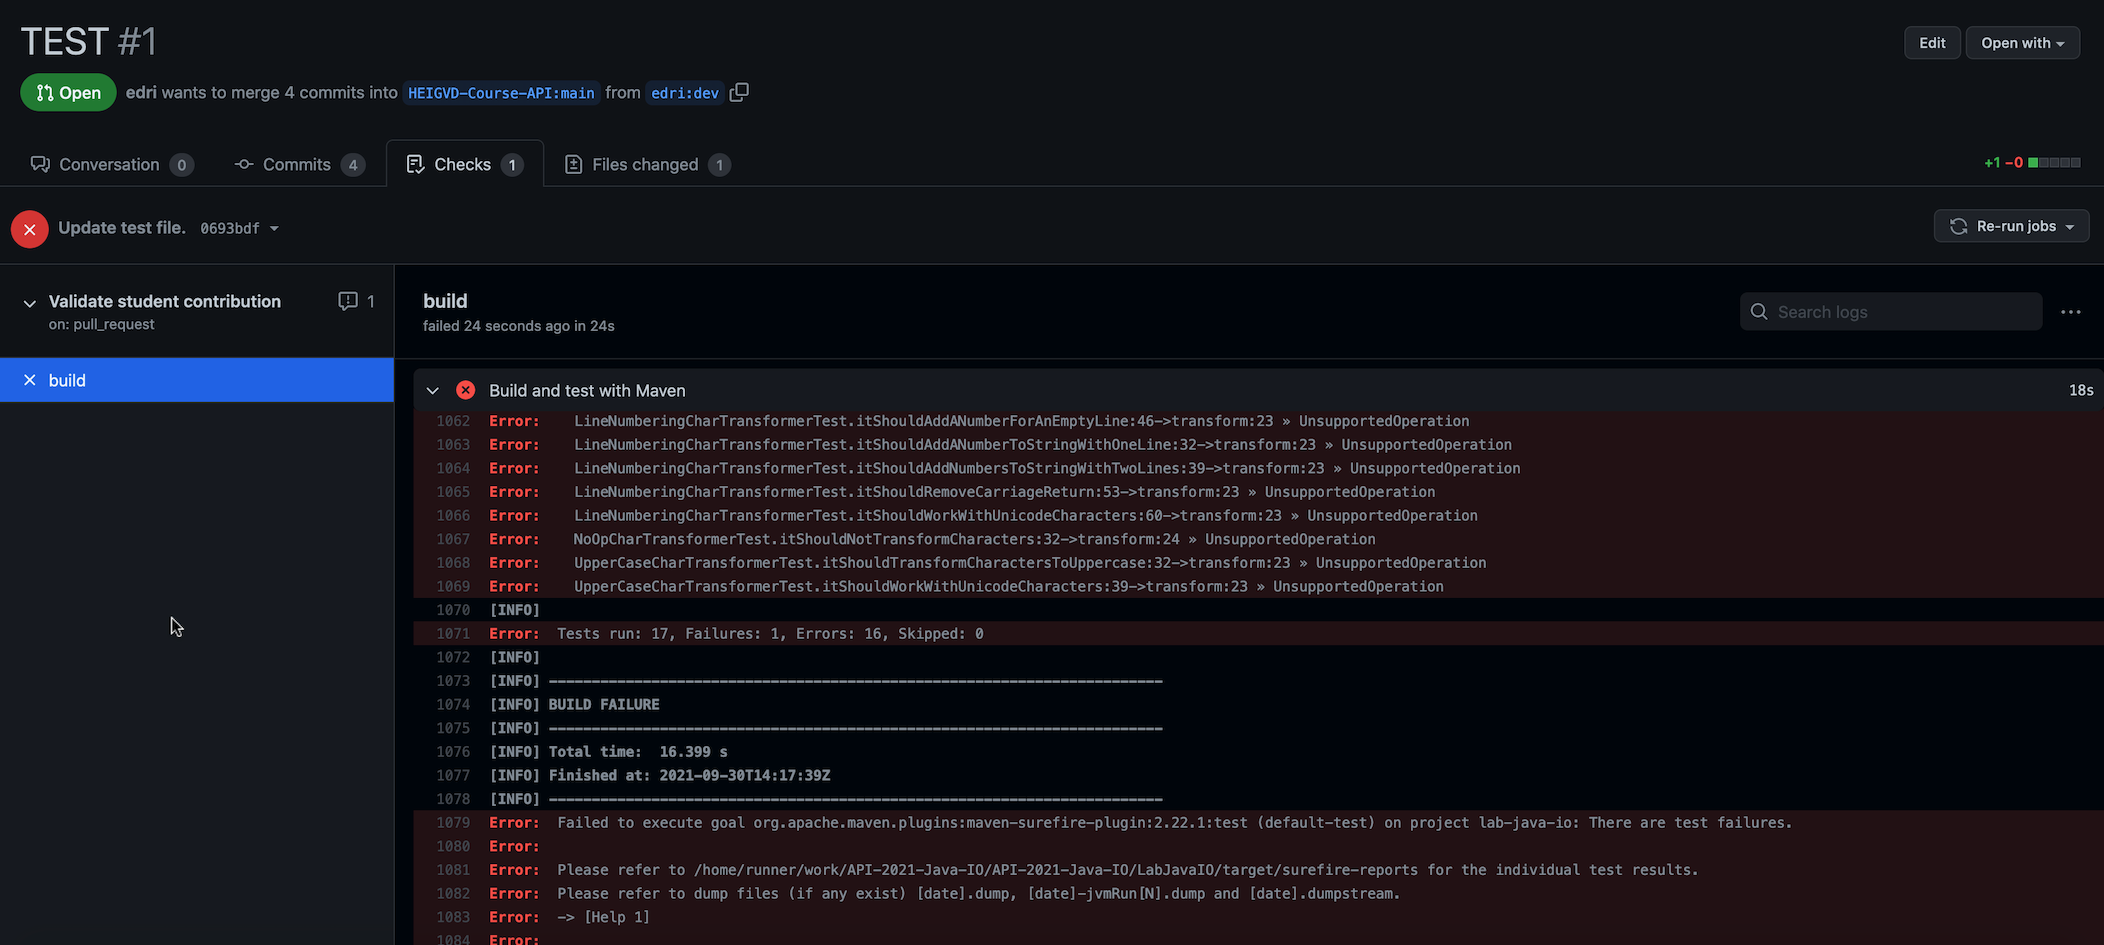 TEST #1
Edit
Open with
Open
edri wants to merge 4 commits into HEIGVD-Course-API:main from edri:dev
Conversation 0
Commits 4
Checks 1
Files changed 1
+1 −0
Update test file. 0693bdf
Re-run jobs
Validate student contribution 1
on: pull_request
build
build
failed 24 seconds ago in 24s
Search logs
Build and test with Maven 18s
1062 Error: LineNumberingCharTransformerTest.itShouldAddANumberForAnEmptyLine:46->transform:23 » UnsupportedOperation
1063 Error: LineNumberingCharTransformerTest.itShouldAddANumberToStringWithOneLine:32->transform:23 » UnsupportedOperation
1064 Error: LineNumberingCharTransformerTest.itShouldAddNumbersToStringWithTwoLines:39->transform:23 » UnsupportedOperation
1065 Error: LineNumberingCharTransformerTest.itShouldRemoveCarriageReturn:53->transform:23 » UnsupportedOperation
1066 Error: LineNumberingCharTransformerTest.itShouldWorkWithUnicodeCharacters:60->transform:23 » UnsupportedOperation
1067 Error: NoOpCharTransformerTest.itShouldNotTransformCharacters:32->transform:24 » UnsupportedOperation
1068 Error: UpperCaseCharTransformerTest.itShouldTransformCharactersToUppercase:32->transform:23 » UnsupportedOperation
1069 Error: UpperCaseCharTransformerTest.itShouldWorkWithUnicodeCharacters:39->transform:23 » UnsupportedOperation
1070 [INFO]
1071 Error: Tests run: 17, Failures: 1, Errors: 16, Skipped: 0
1072 [INFO]
1073 [INFO] ------------------------------------------------------------------------
1074 [INFO] BUILD FAILURE
1075 [INFO] ------------------------------------------------------------------------
1076 [INFO] Total time:  16.399 s
1077 [INFO] Finished at: 2021-09-30T14:17:39Z
1078 [INFO] ------------------------------------------------------------------------
1079 Error: Failed to execute goal org.apache.maven.plugins:maven-surefire-plugin:2.22.1:test (default-test) on project lab-java-io: There are test failures.
1080 Error:
1081 Error: Please refer to /home/runner/work/API-2021-Java-IO/API-2021-Java-IO/LabJavaIO/target/surefire-reports for the individual test results.
1082 Error: Please refer to dump files (if any exist) [date].dump, [date]-jvmRun[N].dump and [date].dumpstream.
1083 Error: -> [Help 1]
1084 Error: